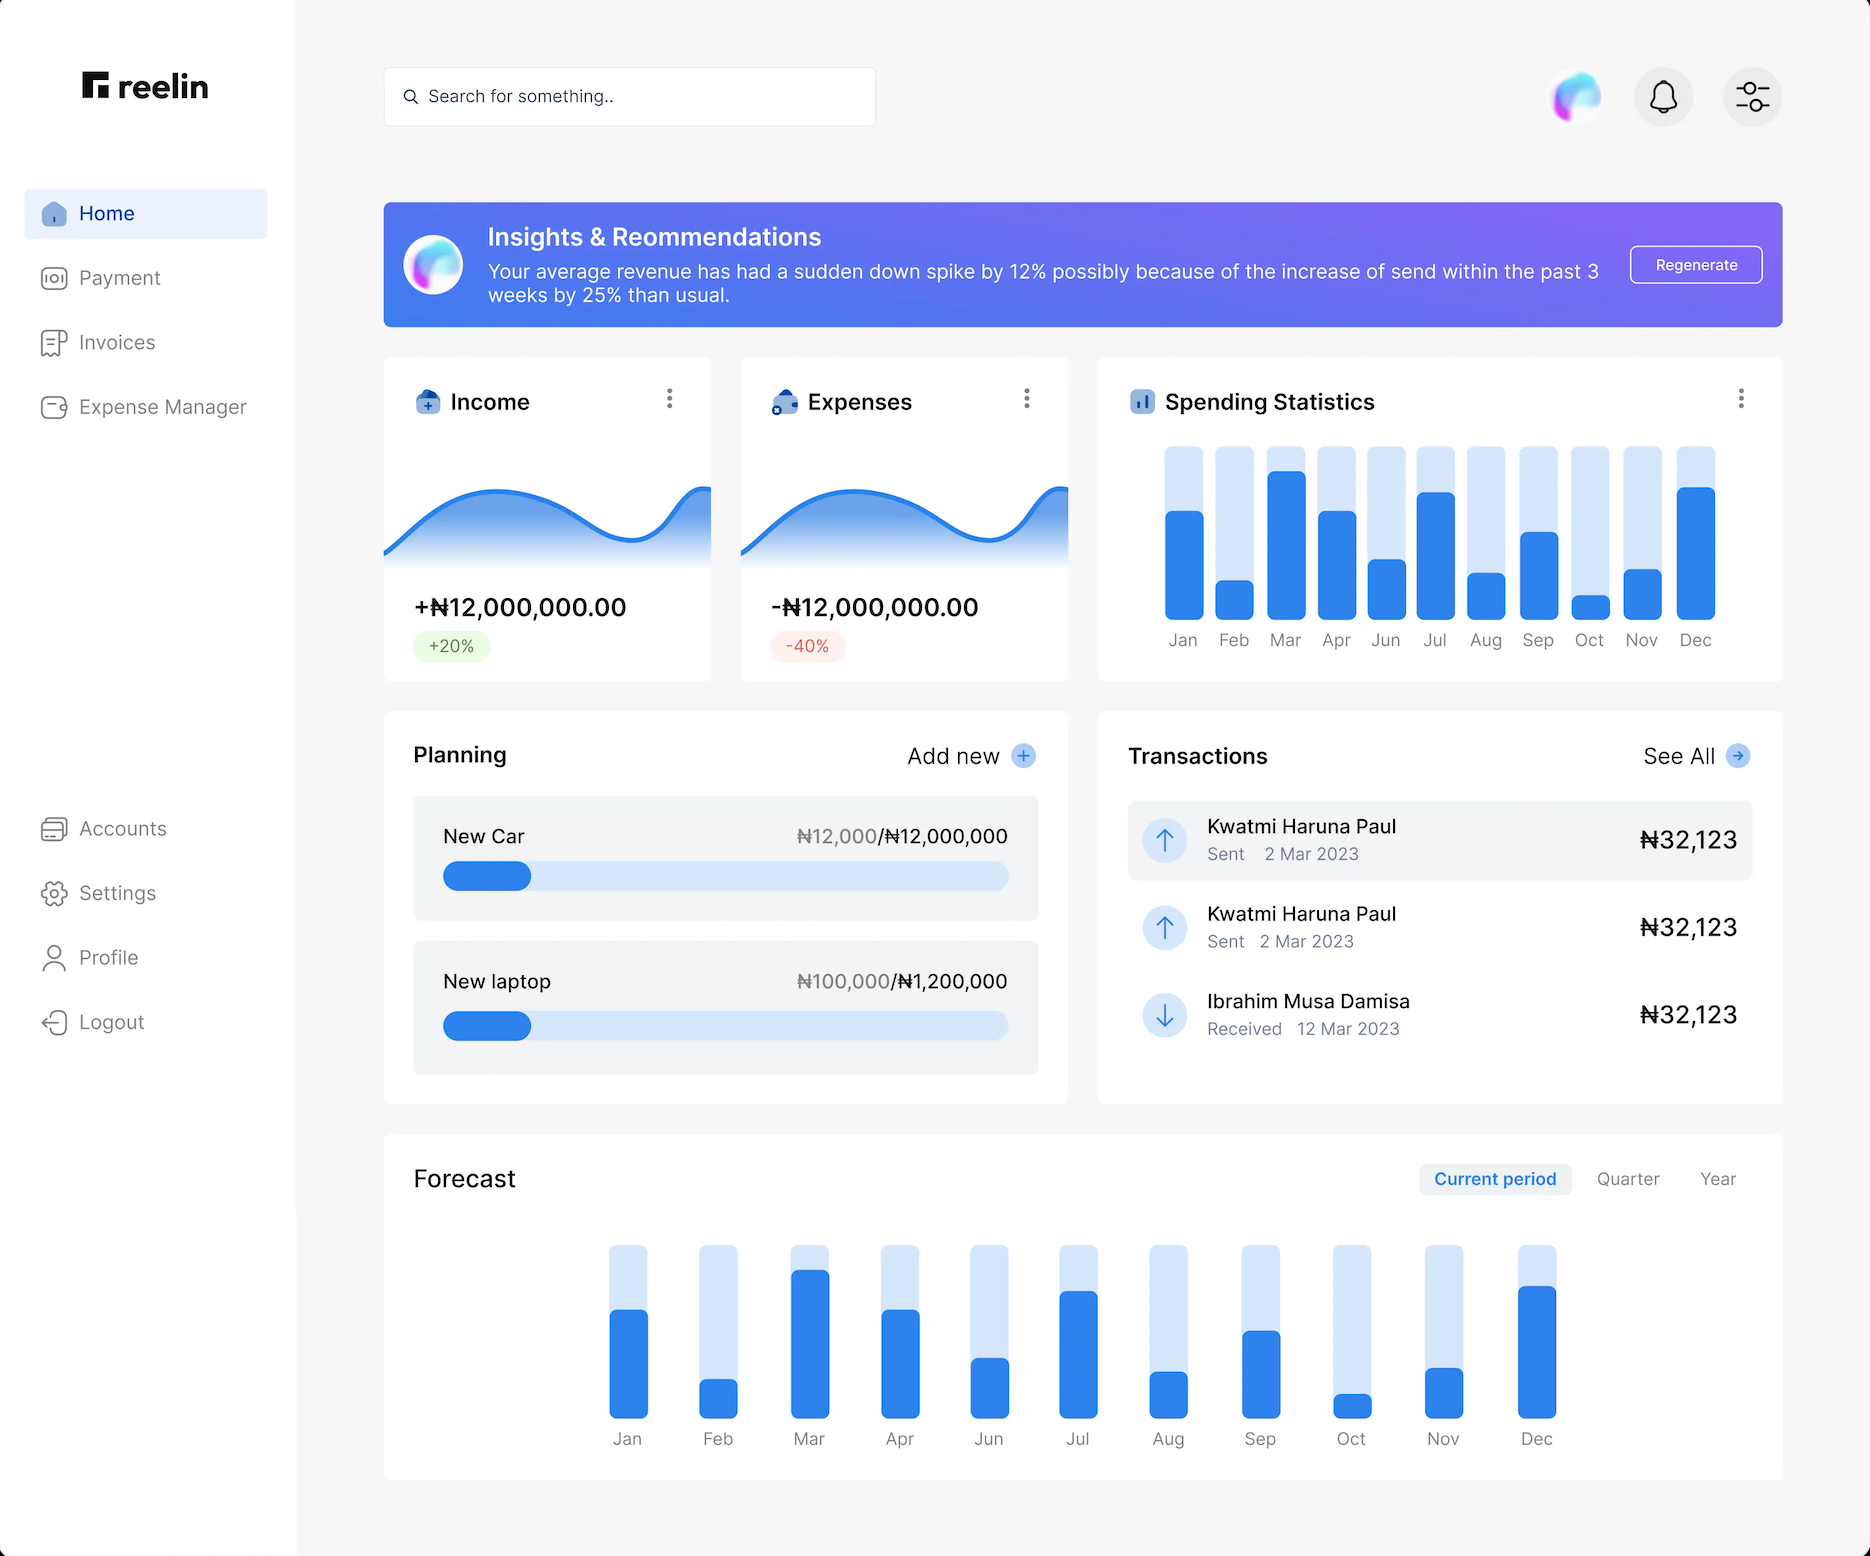 reelin
Search for something..
Home
Payment
Invoices
Expense Manager
Accounts
Settings
Profile
Logout
Insights & Reommendations
Your average revenue has had a sudden down spike by 12% possibly because of the increase of send within the past 3
weeks by 25% than usual.
Regenerate
Income
+₦12,000,000.00
+20%
Expenses
-₦12,000,000.00
-40%
Spending Statistics
Jan Feb Mar Apr Jun Jul Aug Sep Oct Nov Dec
Planning
Add new
New Car ₦12,000/₦12,000,000
New laptop ₦100,000/₦1,200,000
Transactions
See All
Kwatmi Haruna Paul
Sent 2 Mar 2023
₦32,123
Kwatmi Haruna Paul
Sent 2 Mar 2023
₦32,123
Ibrahim Musa Damisa
Received 12 Mar 2023
₦32,123
Forecast
Current period Quarter Year
Jan Feb Mar Apr Jun Jul Aug Sep Oct Nov Dec